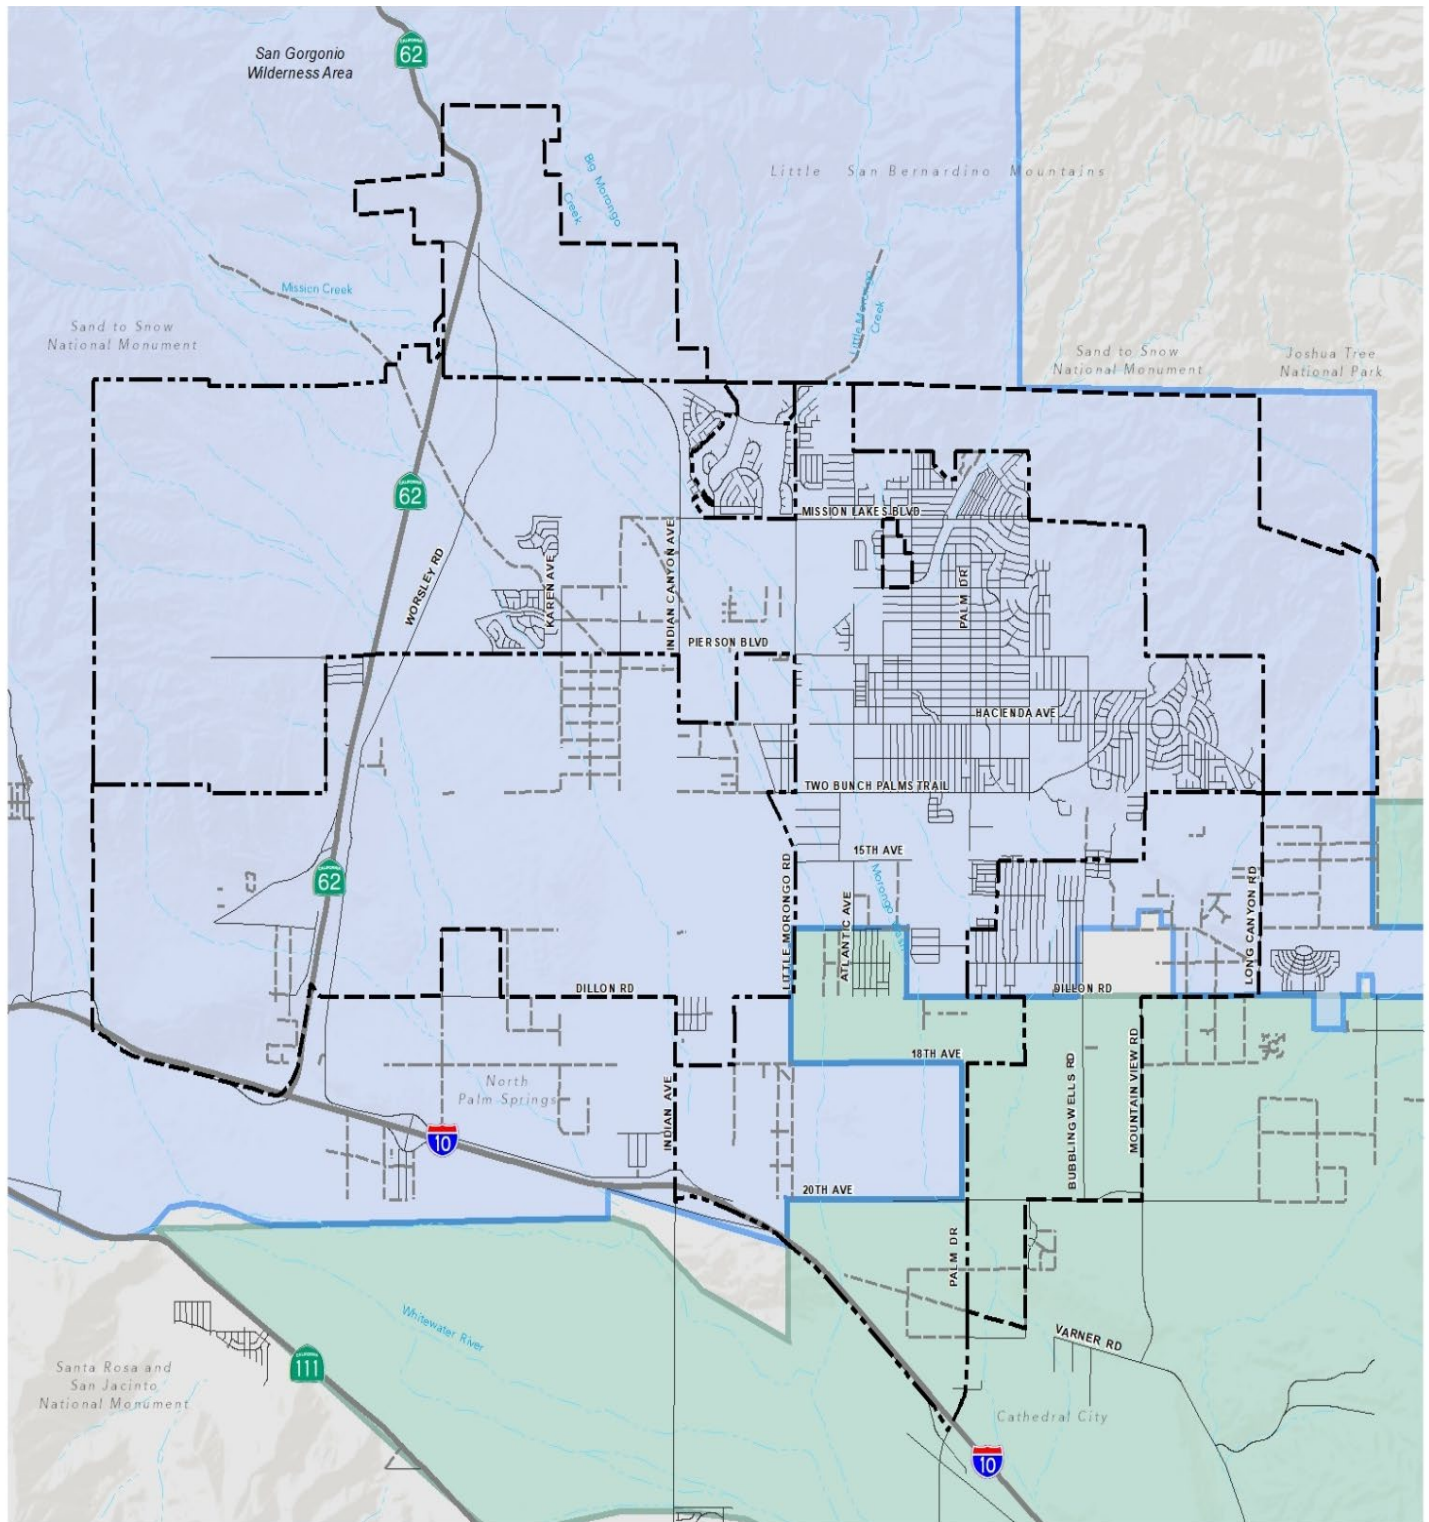 San Gorgonio
Wilderness Area
CALIFORNIA
62
Big Morongo
Creek
Little San Bernardino Mountains
Mission Creek
Little Morongo
Creek
Sand to Snow
National Monument
Sand to Snow
National Monument
Joshua Tree
National Park
CALIFORNIA
62
MISSION LAKES BLVD
WORSLEY RD
KAREN AVE
INDIAN CANYON AVE
PALM DR
PIERSON BLVD
HACIENDA AVE
TWO BUNCH PALMS TRAIL
15TH AVE
CALIFORNIA
62
LITTLE MORONGO RD
ATLANTIC AVE
Morongo Wash
LONG CANYON RD
DILLON RD
DILLON RD
18TH AVE
North
Palm Springs
INDIAN AVE
BUBBLING WELLS RD
MOUNTAIN VIEW RD
10
20TH AVE
PALM DR
Whitewater River
VARNER RD
CALIFORNIA
111
Santa Rosa and
San Jacinto
National Monument
Cathedral City
10